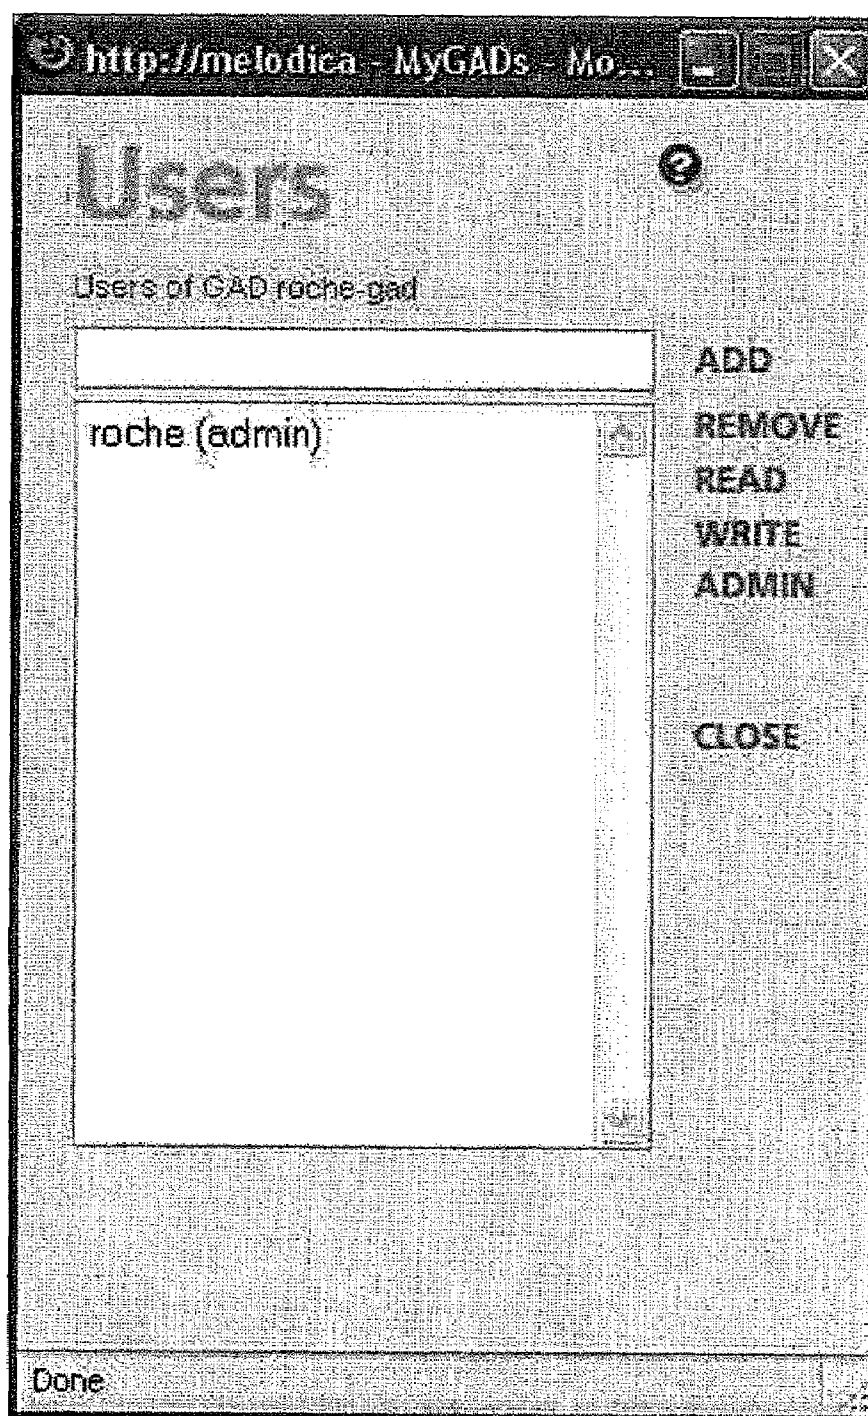 http://melodica - MyGADs - Mo...
Users
?
Users of GAD roche-gad
ADD
roche (admin)
REMOVE
READ
WRITE
ADMIN
CLOSE
Done